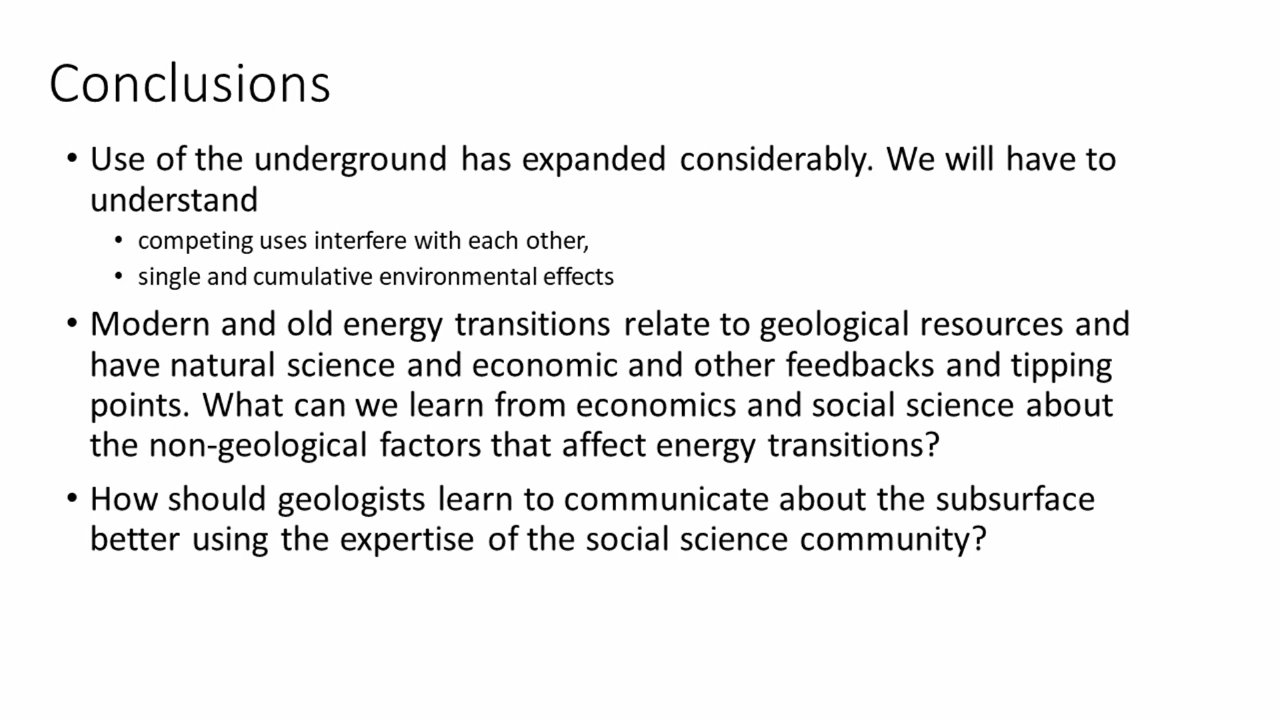 Conclusions
• Use of the underground has expanded considerably. We will have to
understand
• competing uses interfere with each other,
• single and cumulative environmental effects
• Modern and old energy transitions relate to geological resources and
have natural science and economic and other feedbacks and tipping
points. What can we learn from economics and social science about
the non-geological factors that affect energy transitions?
• How should geologists learn to communicate about the subsurface
better using the expertise of the social science community?